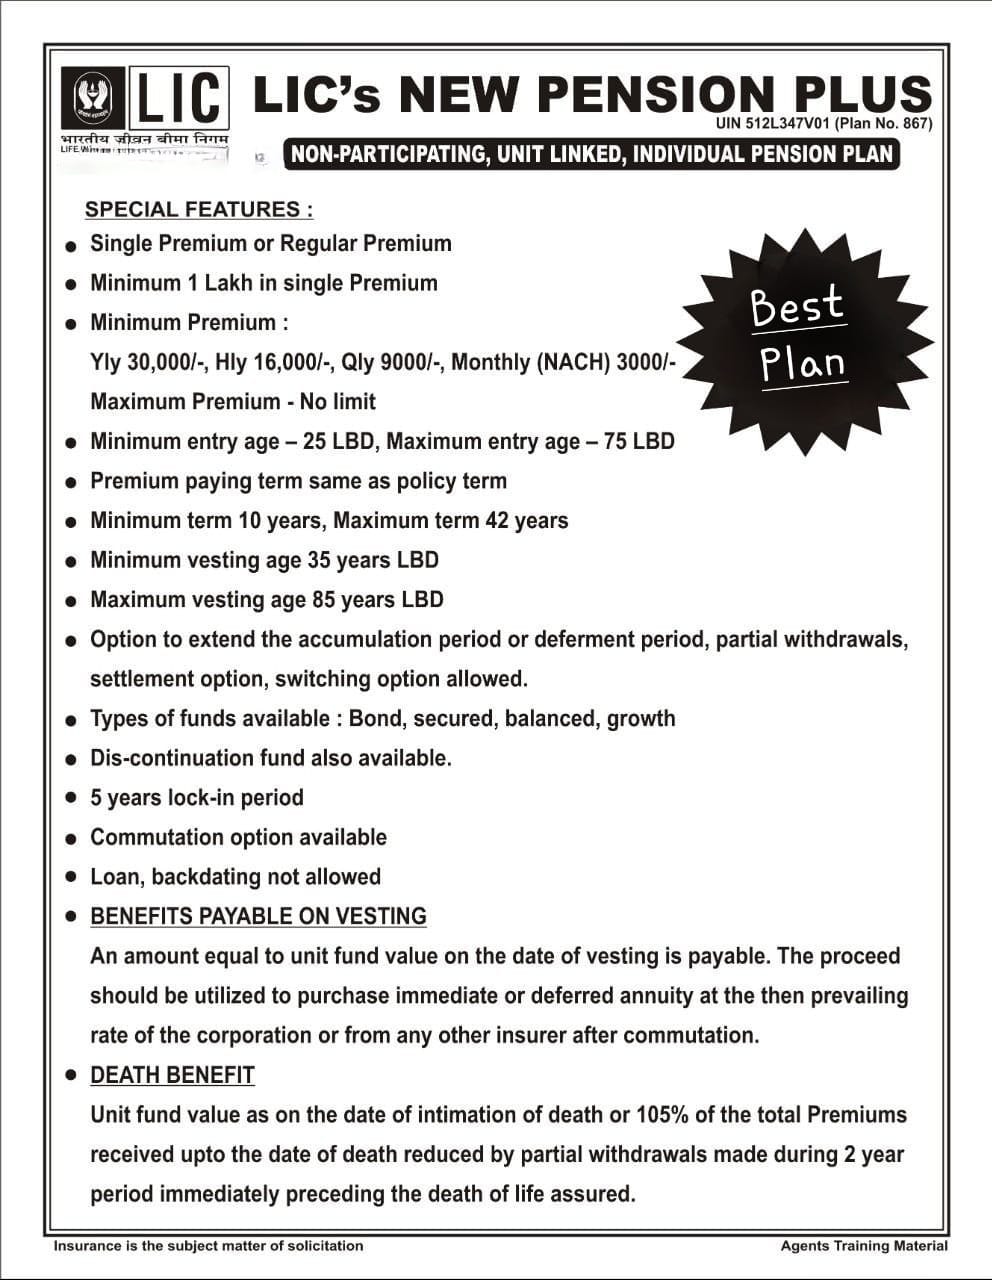 LIC
भारतीय जीवन बीमा निगम
LIC's NEW PENSION PLUS
UIN 512L347V01 (Plan No. 867)
NON-PARTICIPATING, UNIT LINKED, INDIVIDUAL PENSION PLAN
SPECIAL FEATURES :
● Single Premium or Regular Premium
● Minimum 1 Lakh in single Premium
● Minimum Premium :
Yly 30,000/-, Hly 16,000/-, Qly 9000/-, Monthly (NACH) 3000/-
Maximum Premium - No limit
Best
Plan
● Minimum entry age – 25 LBD, Maximum entry age – 75 LBD
● Premium paying term same as policy term
● Minimum term 10 years, Maximum term 42 years
● Minimum vesting age 35 years LBD
● Maximum vesting age 85 years LBD
● Option to extend the accumulation period or deferment period, partial withdrawals,
settlement option, switching option allowed.
● Types of funds available : Bond, secured, balanced, growth
● Dis-continuation fund also available.
● 5 years lock-in period
● Commutation option available
● Loan, backdating not allowed
● BENEFITS PAYABLE ON VESTING
An amount equal to unit fund value on the date of vesting is payable. The proceed
should be utilized to purchase immediate or deferred annuity at the then prevailing
rate of the corporation or from any other insurer after commutation.
● DEATH BENEFIT
Unit fund value as on the date of intimation of death or 105% of the total Premiums
received upto the date of death reduced by partial withdrawals made during 2 year
period immediately preceding the death of life assured.
Insurance is the subject matter of solicitation
Agents Training Material